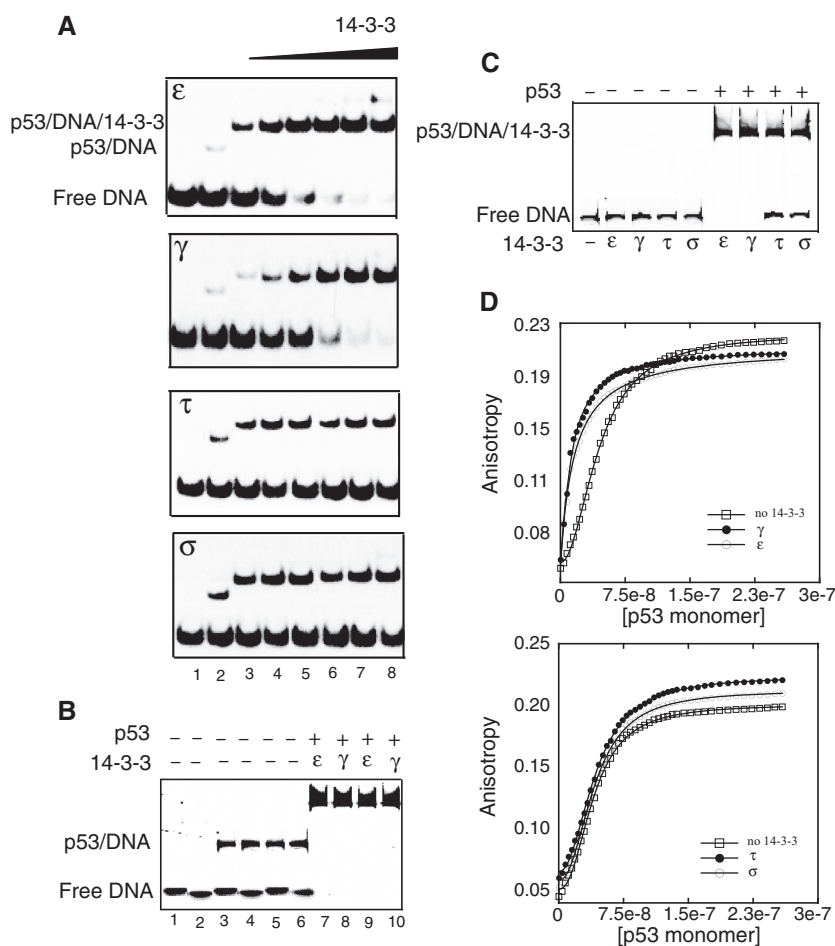 A
14-3-3
ε
p53/DNA/14-3-3
p53/DNA
Free DNA
γ
τ
σ
1 2 3 4 5 6 7 8
B
p53 – – – – – – + + + +
14-3-3 – – – – – – ε γ ε γ
p53/DNA
Free DNA
1 2 3 4 5 6 7 8 9 10
C
p53 – – – – – + + + +
p53/DNA/14-3-3
Free DNA
14-3-3 – ε γ τ σ ε γ τ σ
D
0.23
0.19
0.15
0.11
0.08
Anisotropy
no 14-3-3
γ
ε
0 7.5e-8 1.5e-7 2.3e-7 3e-7
[p53 monomer]
0.25
0.20
0.15
0.10
0.05
Anisotropy
no 14-3-3
τ
σ
0 7.5e-8 1.5e-7 2.3e-7 3e-7
[p53 monomer]